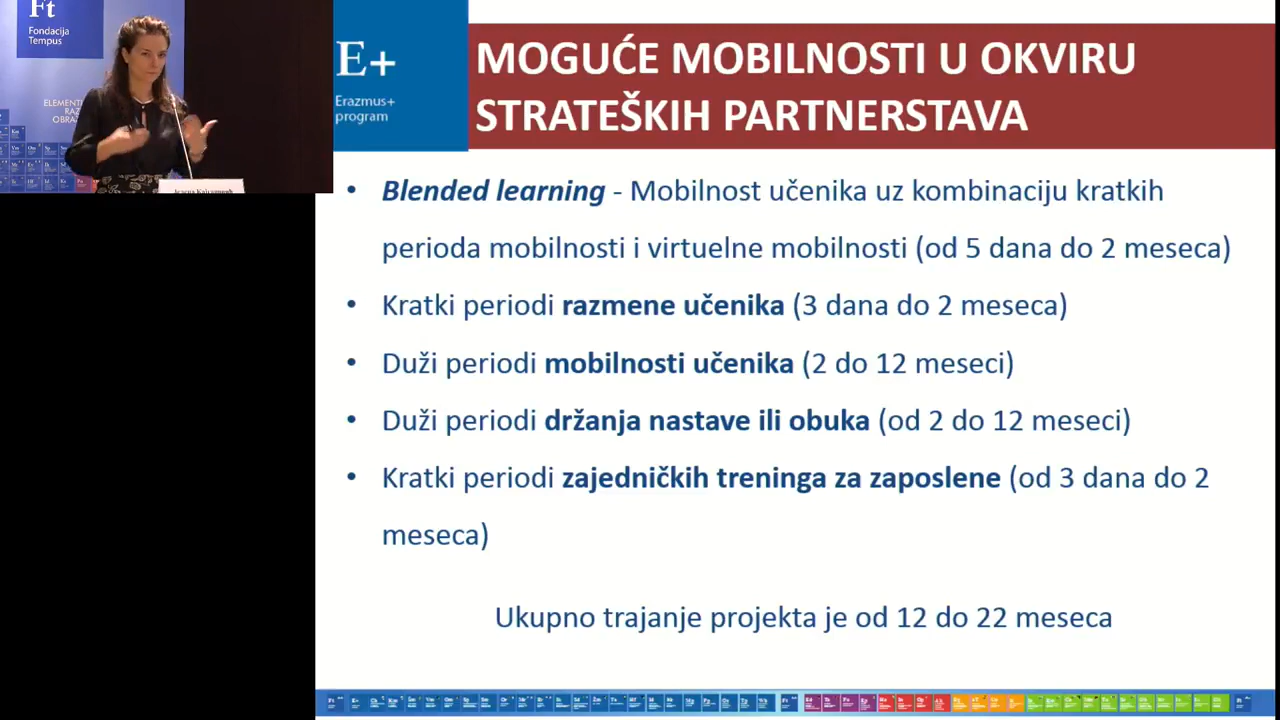 Ft
Fondacija
Tempus
E+
Erasmus+
program
MOGUĆE MOBILNOSTI U OKVIRU
STRATEŠKIH PARTNERSTAVA
• Blended learning - Mobilnost učenika uz kombinaciju kratkih
perioda mobilnosti i virtuelne mobilnosti (od 5 dana do 2 meseca)
• Kratki periodi razmene učenika (3 dana do 2 meseca)
• Duži periodi mobilnosti učenika (2 do 12 meseci)
• Duži periodi držanja nastave ili obuka (od 2 do 12 meseci)
• Kratki periodi zajedničkih treninga za zaposlene (od 3 dana do 2
meseca)
Ukupno trajanje projekta je od 12 do 22 meseca